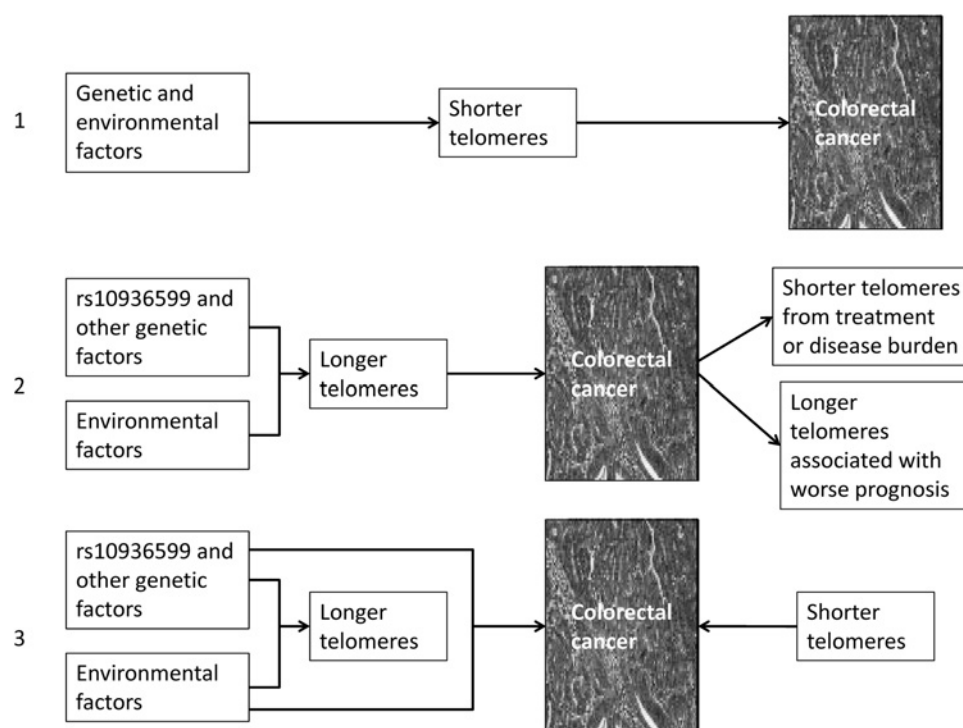 1
Genetic and
environmental
factors
Shorter
telomeres
Colorectal
cancer
2
rs10936599 and
other genetic
factors
Environmental
factors
Longer
telomeres
Colorectal
cancer
Shorter telomeres
from treatment
or disease burden
Longer
telomeres
associated with
worse prognosis
3
rs10936599 and
other genetic
factors
Environmental
factors
Longer
telomeres
Colorectal
cancer
Shorter
telomeres